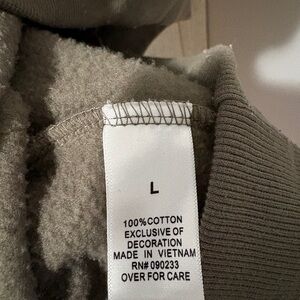 L
100%COTTON
EXCLUSIVE OF
DECORATION
MADE IN VIETNAM
RN# 090233
OVER FOR CARE